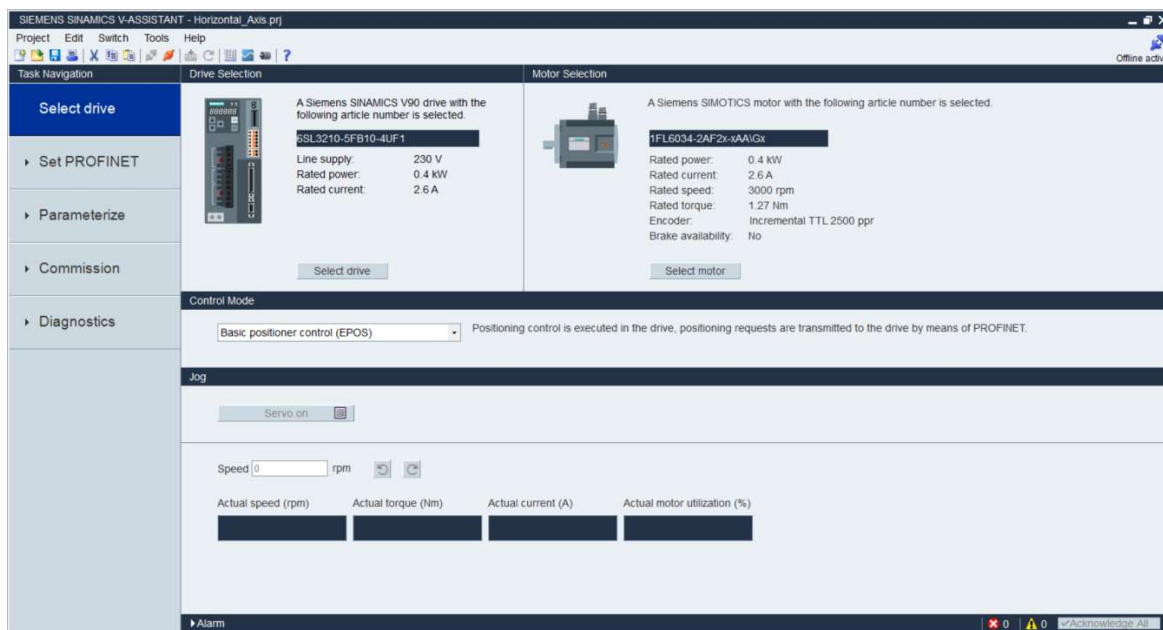 SIEMENS SINAMICS V-ASSISTANT - Horizontal_Axis.prj
Project Edit Switch Tools Help
Offline activ
Task Navigation
Select drive
Set PROFINET
Parameterize
Commission
Diagnostics
Drive Selection
A Siemens SINAMICS V90 drive with the
following article number is selected.
6SL3210-5FB10-4UF1
Line supply: 230 V
Rated power: 0.4 kW
Rated current: 2.6 A
Select drive
Motor Selection
A Siemens SIMOTICS motor with the following article number is selected.
1FL6034-2AF2x-xAA\Gx
Rated power: 0.4 kW
Rated current: 2.6 A
Rated speed: 3000 rpm
Rated torque: 1.27 Nm
Encoder: Incremental TTL 2500 ppr
Brake availability: No
Select motor
Control Mode
Basic positioner control (EPOS) Positioning control is executed in the drive, positioning requests are transmitted to the drive by means of PROFINET.
Jog
Servo on
Speed 0 rpm
Actual speed (rpm) Actual torque (Nm) Actual current (A) Actual motor utilization (%)
Alarm 0 0 Acknowledge All